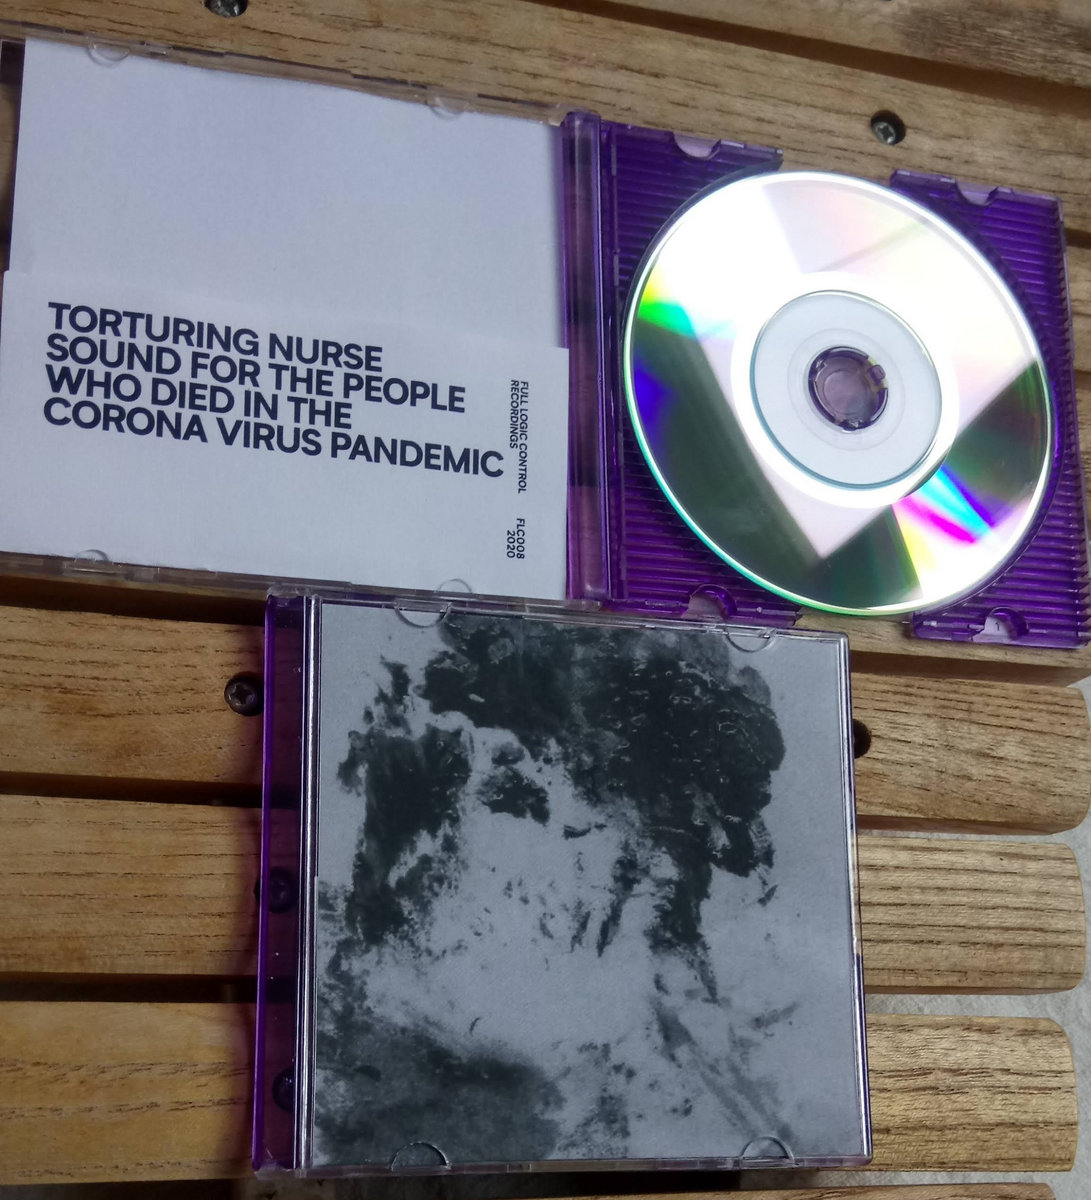 TORTURING NURSE
SOUND FOR THE PEOPLE
WHO DIED IN THE
CORONA VIRUS PANDEMIC
FULL LOGIC CONTROL
RECORDINGS
FLC008
2020